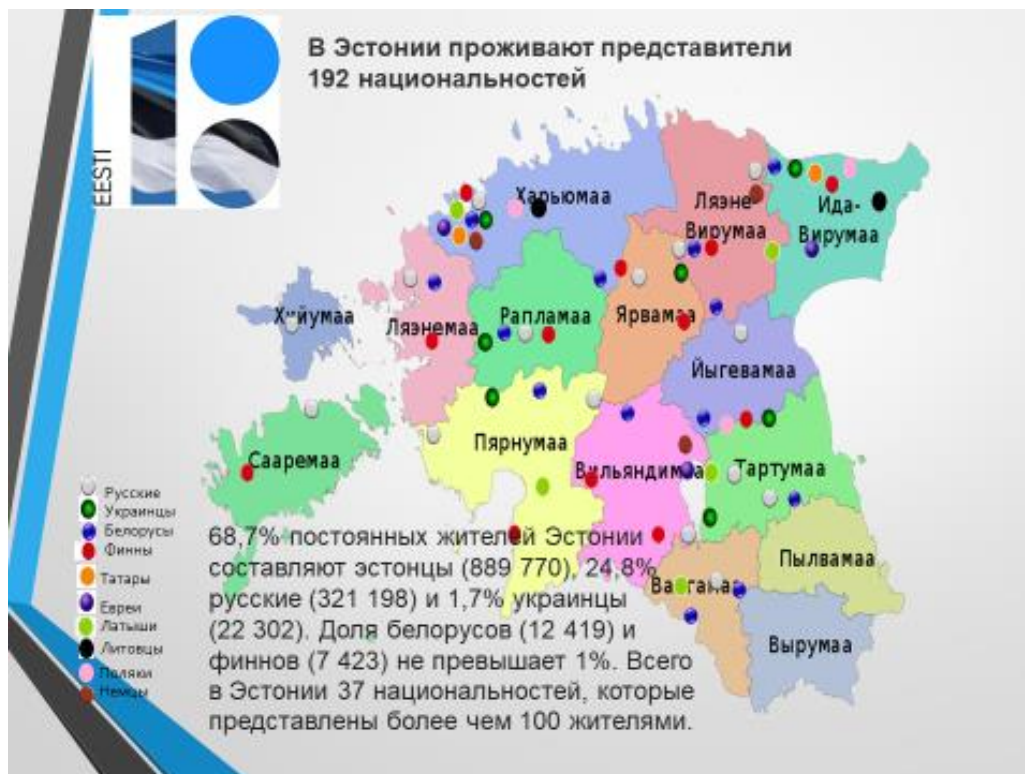 В Эстонии проживают представители
192 национальностей
EESTI
100
Харьюмаа
Ляэне-
Вирумаа
Ида-
Вирумаа
Хийумаа
Ляэнемаа
Рапламаа
Ярвамаа
Йыгевамаа
Сааремаа
Пярнумаа
Вильяндимаа
Тартумаа
Валгамаа
Пылвамаа
Вырумаа
Русские
Украинцы
Белорусы
Финны
Татары
Евреи
Латыши
Литовцы
Поляки
Немцы
68,7% постоянных жителей Эстонии
составляют эстонцы (889 770), 24,8%
русские (321 198) и 1,7% украинцы
(22 302). Доля белорусов (12 419) и
финнов (7 423) не превышает 1%. Всего
в Эстонии 37 национальностей, которые
представлены более чем 100 жителями.